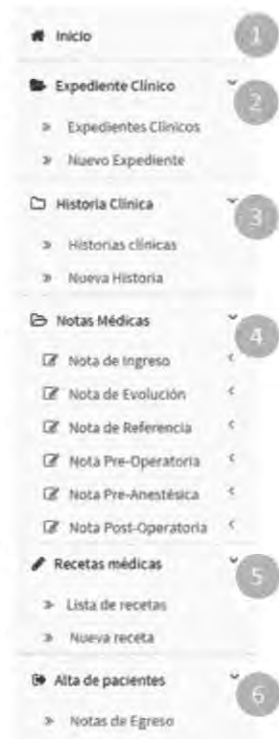 Inicio
1
Expediente Clínico
2
Expedientes Clínicos
Nuevo Expediente
Historia Clínica
3
Historias clínicas
Nueva Historia
Notas Médicas
4
Nota de Ingreso
Nota de Evolución
Nota de Referencia
Nota Pre-Operatoria
Nota Pre-Anestésica
Nota Post-Operatoria
Recetas médicas
5
Lista de recetas
Nueva receta
Alta de pacientes
6
Notas de Egreso